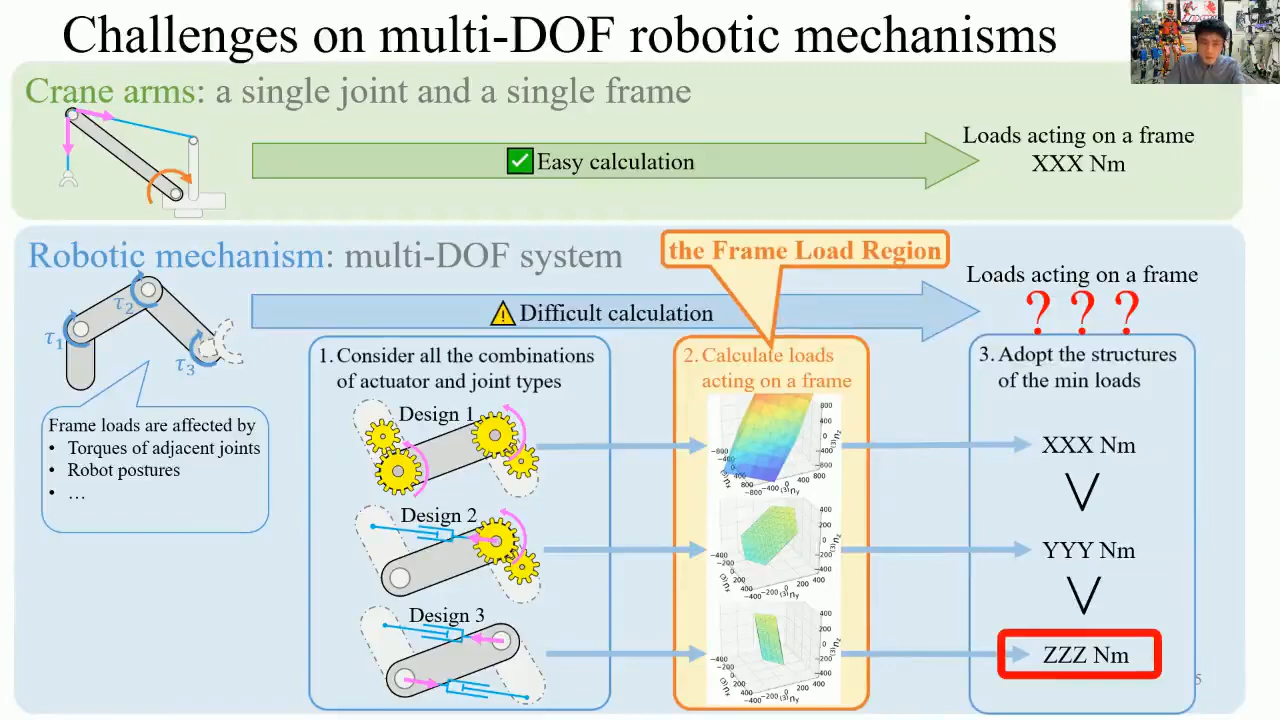 Challenges on multi-DOF robotic mechanisms
Crane arms: a single joint and a single frame
Easy calculation
Loads acting on a frame
XXX Nm
Robotic mechanism: multi-DOF system
the Frame Load Region
Difficult calculation
Loads acting on a frame
? ? ?
τ1
τ2
τ3
Frame loads are affected by
• Torques of adjacent joints
• Robot postures
• …
1. Consider all the combinations
of actuator and joint types
Design 1
Design 2
Design 3
2. Calculate loads
acting on a frame
3. Adopt the structures
of the min loads
XXX Nm
YYY Nm
ZZZ Nm
5